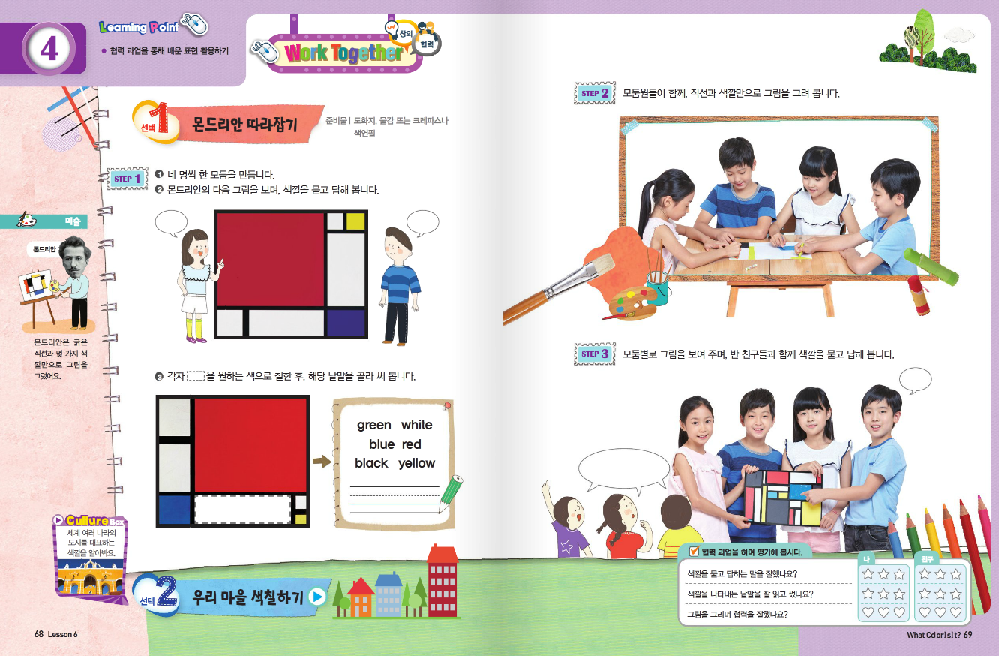 4
Learning Point
• 협력 과업을 통해 배운 표현 활용하기
Work Together
창의
협력
선택 1
몬드리안 따라잡기
준비물 | 도화지, 물감 또는 크레파스나
색연필
STEP 1
❶ 네 명씩 한 모둠을 만듭니다.
❷ 몬드리안의 다음 그림을 보며, 색깔을 묻고 답해 봅니다.
미술
몬드리안
몬드리안은 굵은
직선과 몇 가지 색
깔만으로 그림을
그렸어요.
❸ 각자 을 원하는 색으로 칠한 후, 해당 낱말을 골라 써 봅니다.
green white
blue red
black yellow
Culture Box
세계 여러 나라의
도시를 대표하는
색깔을 알아봐요.
선택 2
우리 마을 색칠하기
68 Lesson 6
STEP 2
모둠원들이 함께, 직선과 색깔만으로 그림을 그려 봅니다.
STEP 3
모둠별로 그림을 보여 주며, 반 친구들과 함께 색깔을 묻고 답해 봅니다.
협력 과업을 하며 평가해 봅시다.
나
친구
색깔을 묻고 답하는 말을 잘했나요?
색깔을 나타내는 낱말을 잘 읽고 썼나요?
그림을 그리며 협력을 잘했나요?
What Color Is It? 69